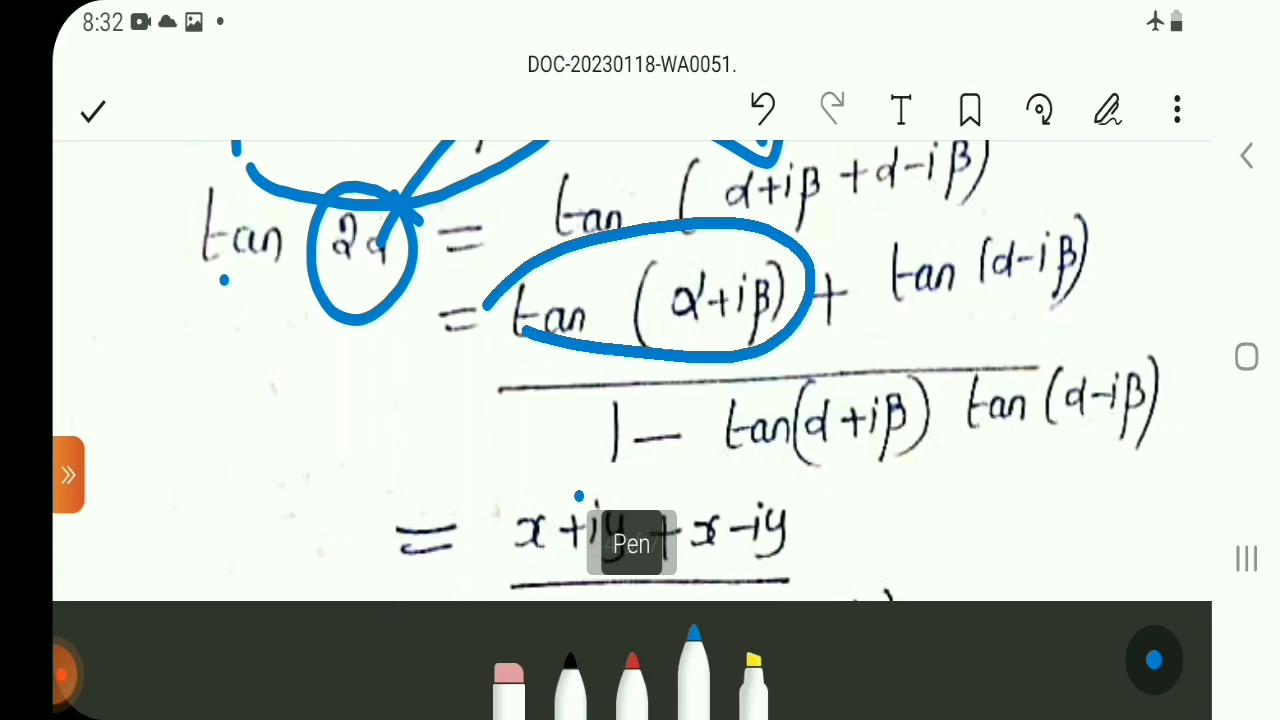 8:32
DOC-20230118-WA0051.
T
tan 2α = tan (α+iβ +α-iβ)
= tan (α+iβ) + tan (α-iβ)
1 - tan(α+iβ) tan (α-iβ)
= x+iy + x-iy
Pen